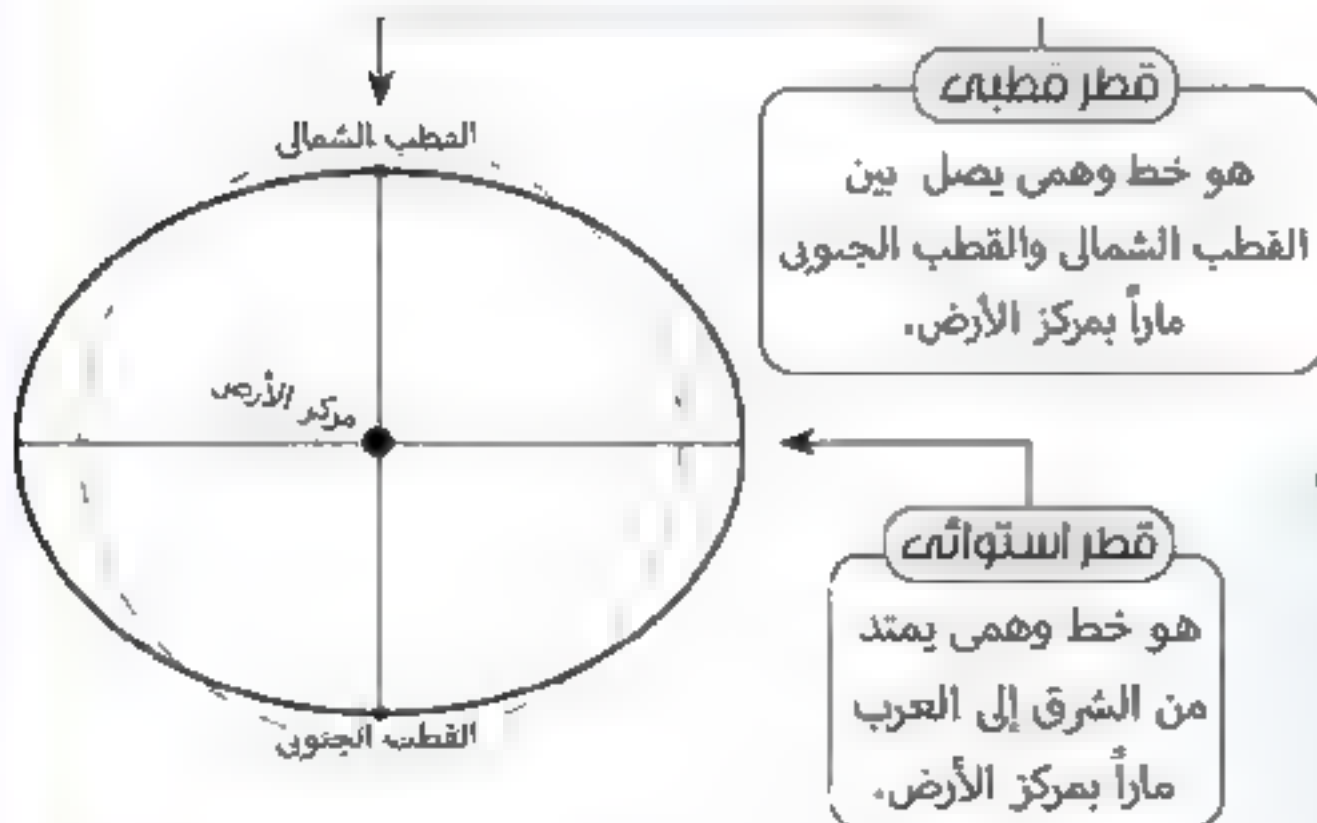 قطر قطبى
هو خط وهمى يصل بين
القطب الشمالى والقطب الجنوبى
ماراً بمركز الأرض.
القطب الشمالى
مركز الأرض
قطر استوائى
هو خط وهمى يمتد
من الشرق إلى الغرب
ماراً بمركز الأرض.
القطب الجنوبى